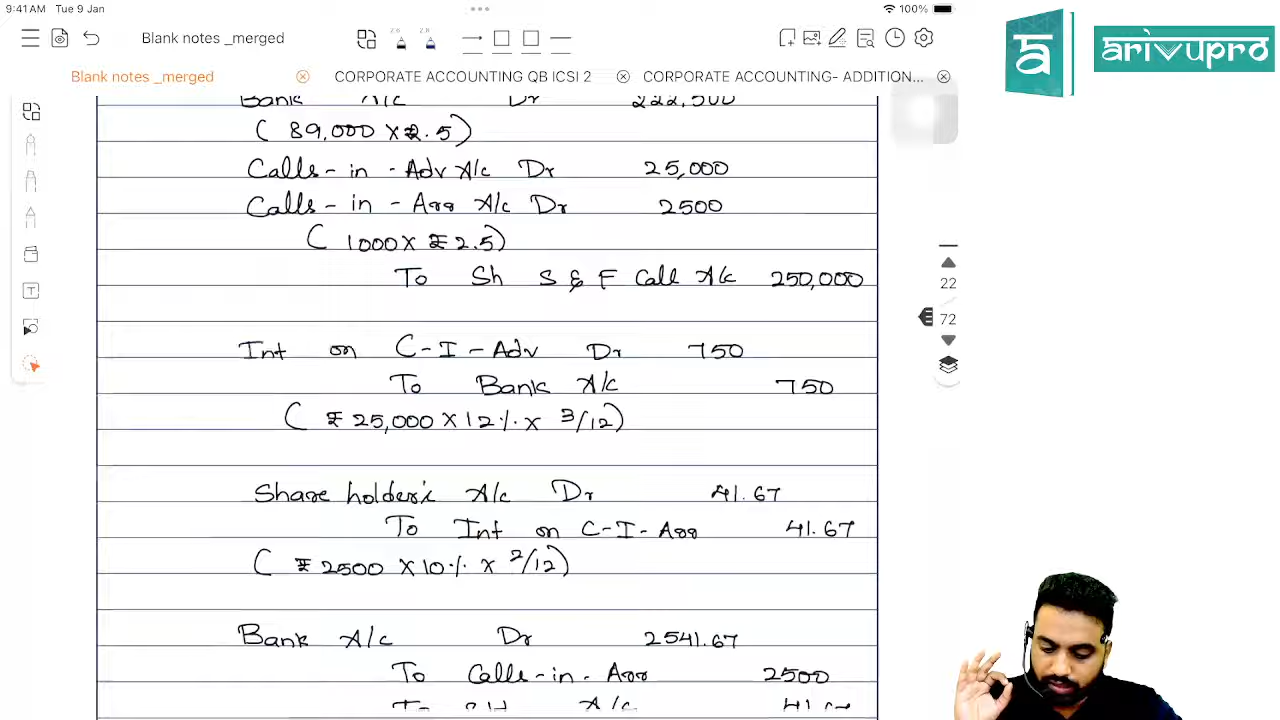 9:41 AM Tue 9 Jan
100%
Blank notes _merged
Blank notes _merged
CORPORATE ACCOUNTING QB ICSI 2
CORPORATE ACCOUNTING- ADDITION...
a
arivupro
Bank A/c Dr 222,500
( 89,000 x 2.5)
Calls - in - Adv A/c Dr 25,000
Calls - in - Arr A/c Dr 2500
( 1000 x ₹ 2.5)
To Sh S & F Call A/c 250,000
Int on C - I - Adv Dr 750
To Bank A/c 750
( ₹ 25,000 x 12% x 3/12)
Share holder's A/c Dr 41.67
To Int on C - I - Arr 41.67
( ₹ 2500 x 10% x 2/12)
Bank A/c Dr 2541.67
To Calls - in - Arr 2500
22
72